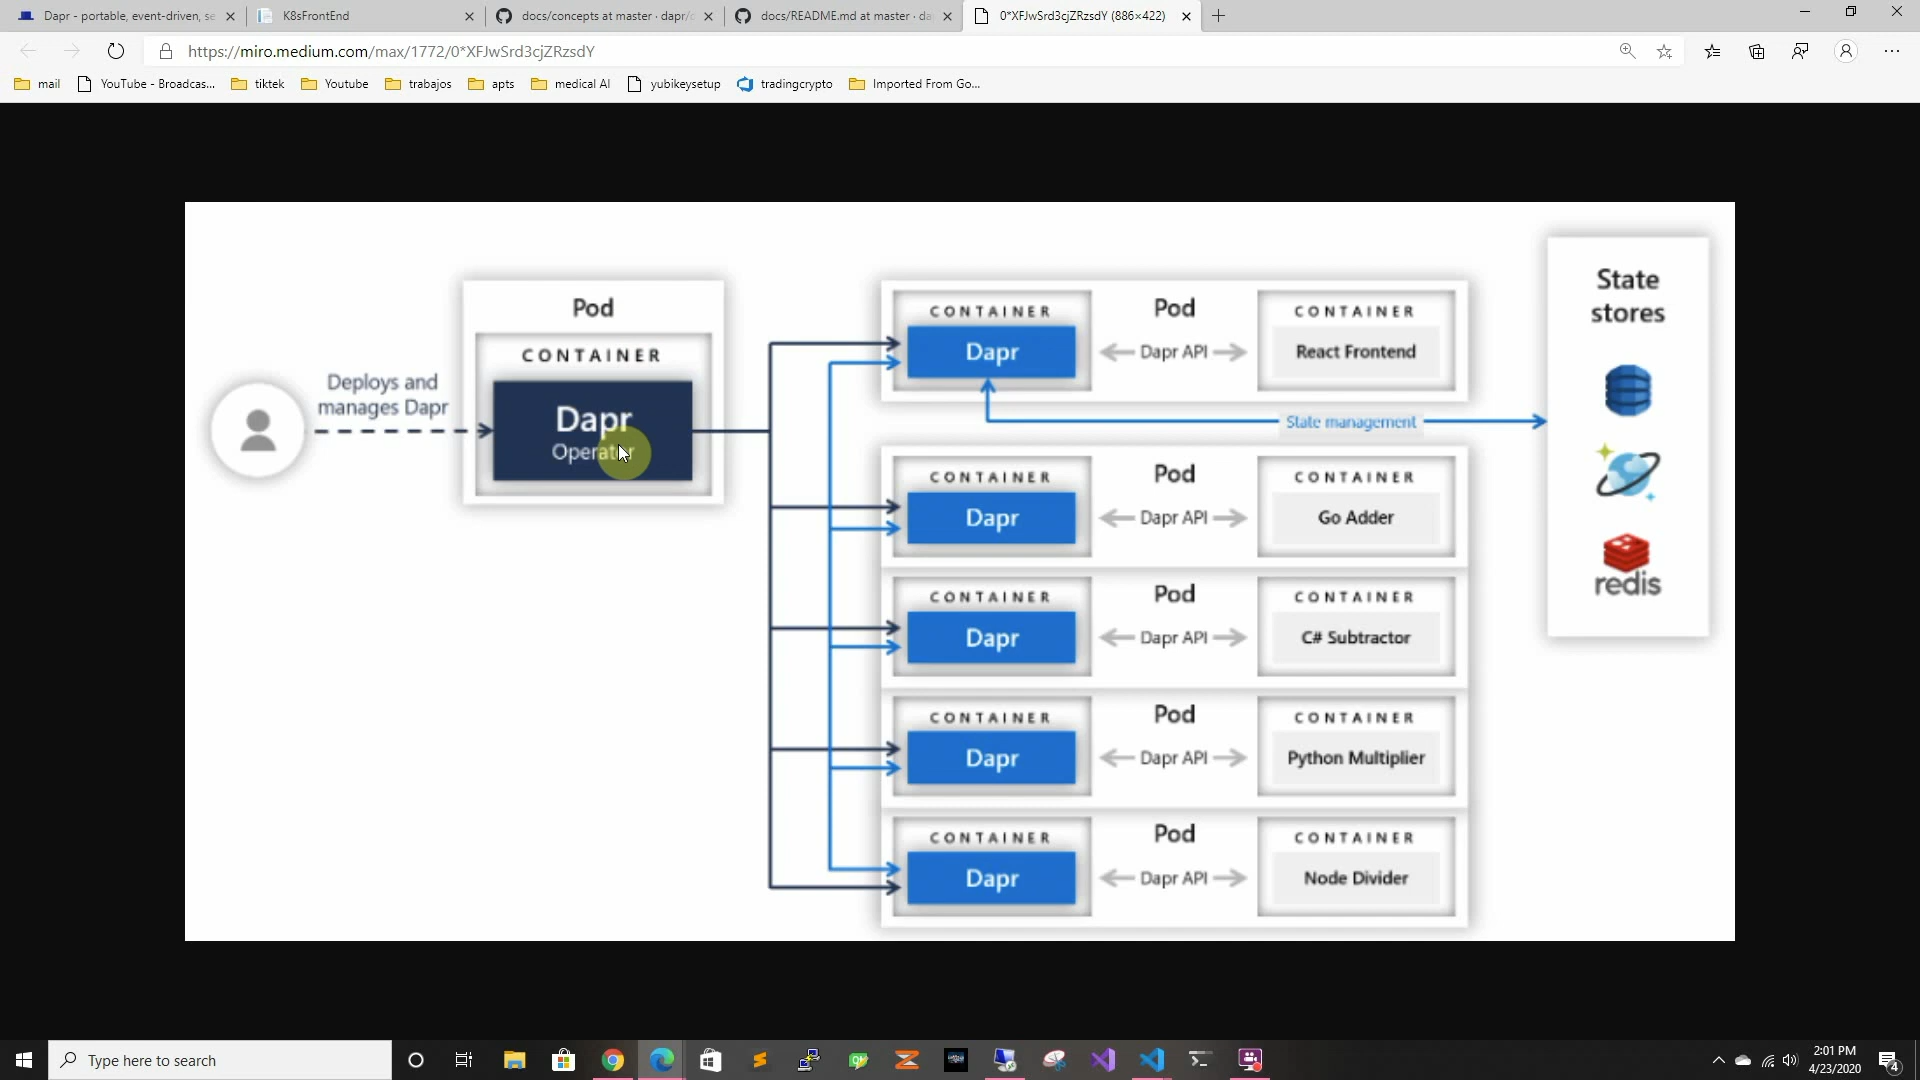 Dapr - portable, event-driven, se
K8sFrontEnd
docs/concepts at master · dapr/d
docs/README.md at master · da
0*XFJwSrd3cjZRzsdY (886×422)
https://miro.medium.com/max/1772/0*XFJwSrd3cjZRzsdY
mail
YouTube - Broadcas...
tiktek
Youtube
trabajos
apts
medical AI
yubikeysetup
tradingcrypto
Imported From Go...
Pod
CONTAINER
Dapr
Operator
Deploys and
manages Dapr
CONTAINER
Dapr
Pod
Dapr API
CONTAINER
React Frontend
State management
CONTAINER
Dapr
Pod
Dapr API
CONTAINER
Go Adder
CONTAINER
Dapr
Pod
Dapr API
CONTAINER
C# Subtractor
CONTAINER
Dapr
Pod
Dapr API
CONTAINER
Python Multiplier
CONTAINER
Dapr
Pod
Dapr API
CONTAINER
Node Divider
State
stores
redis
Type here to search
2:01 PM
4/23/2020
4